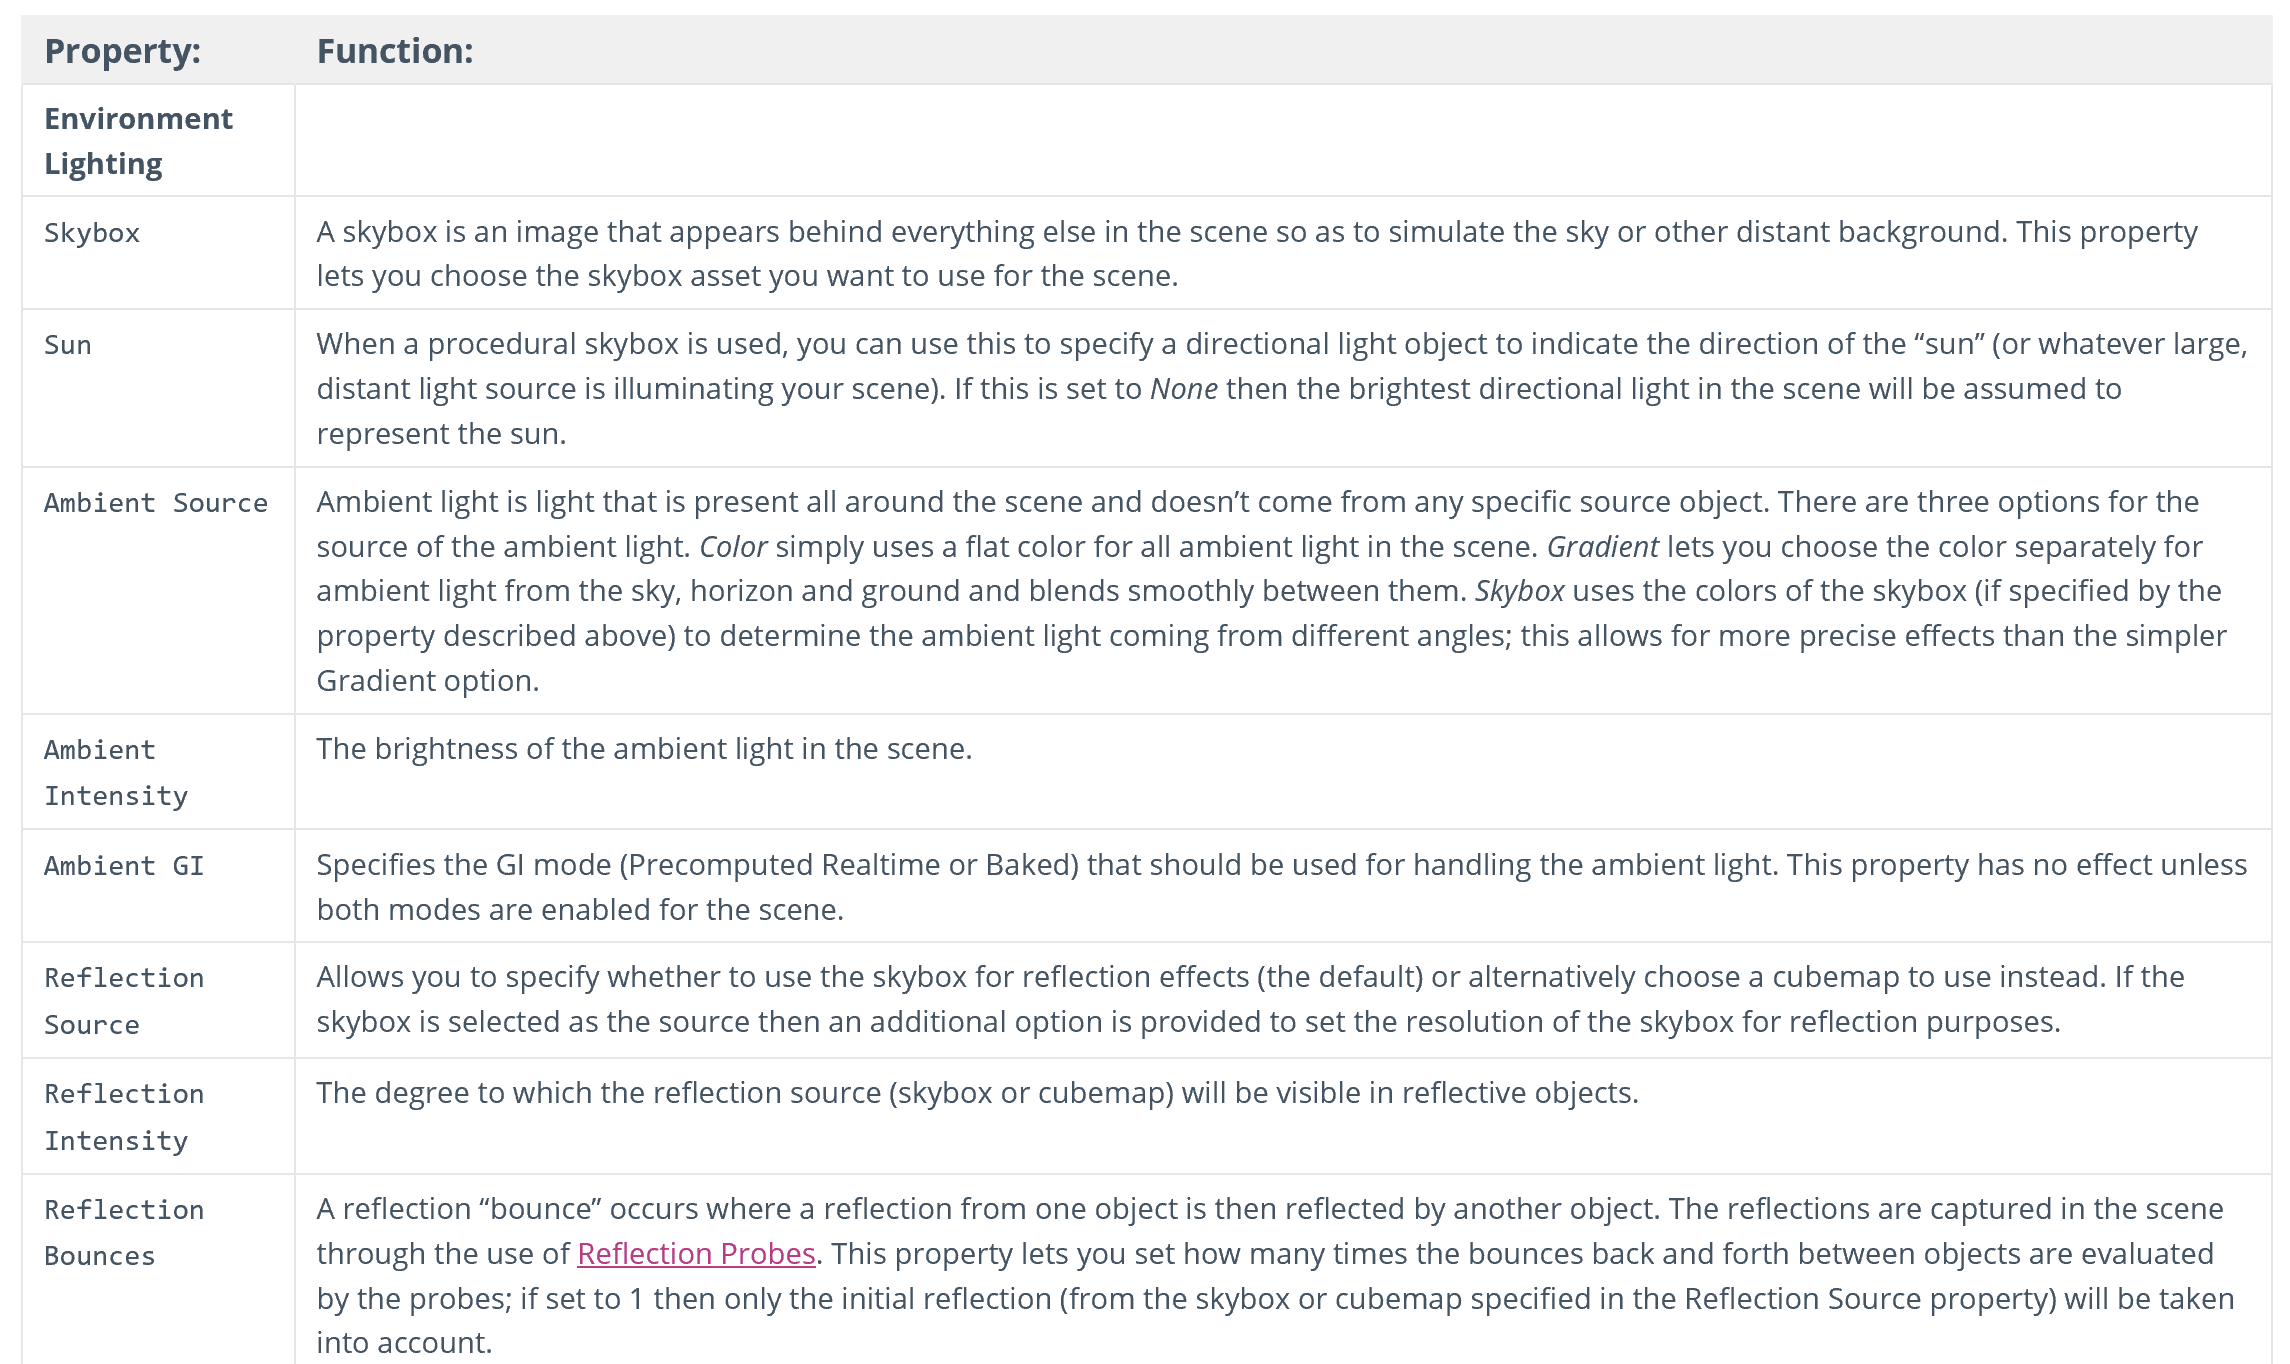 Property: Function:
Environment
Lighting
Skybox A skybox is an image that appears behind everything else in the scene so as to simulate the sky or other distant background. This property
lets you choose the skybox asset you want to use for the scene.
Sun When a procedural skybox is used, you can use this to specify a directional light object to indicate the direction of the “sun” (or whatever large,
distant light source is illuminating your scene). If this is set to None then the brightest directional light in the scene will be assumed to
represent the sun.
Ambient Source Ambient light is light that is present all around the scene and doesn’t come from any specific source object. There are three options for the
source of the ambient light. Color simply uses a flat color for all ambient light in the scene. Gradient lets you choose the color separately for
ambient light from the sky, horizon and ground and blends smoothly between them. Skybox uses the colors of the skybox (if specified by the
property described above) to determine the ambient light coming from different angles; this allows for more precise effects than the simpler
Gradient option.
Ambient The brightness of the ambient light in the scene.
Intensity
Ambient GI Specifies the GI mode (Precomputed Realtime or Baked) that should be used for handling the ambient light. This property has no effect unless
both modes are enabled for the scene.
Reflection Allows you to specify whether to use the skybox for reflection effects (the default) or alternatively choose a cubemap to use instead. If the
Source skybox is selected as the source then an additional option is provided to set the resolution of the skybox for reflection purposes.
Reflection The degree to which the reflection source (skybox or cubemap) will be visible in reflective objects.
Intensity
Reflection A reflection “bounce” occurs where a reflection from one object is then reflected by another object. The reflections are captured in the scene
Bounces through the use of Reflection Probes. This property lets you set how many times the bounces back and forth between objects are evaluated
by the probes; if set to 1 then only the initial reflection (from the skybox or cubemap specified in the Reflection Source property) will be taken
into account.